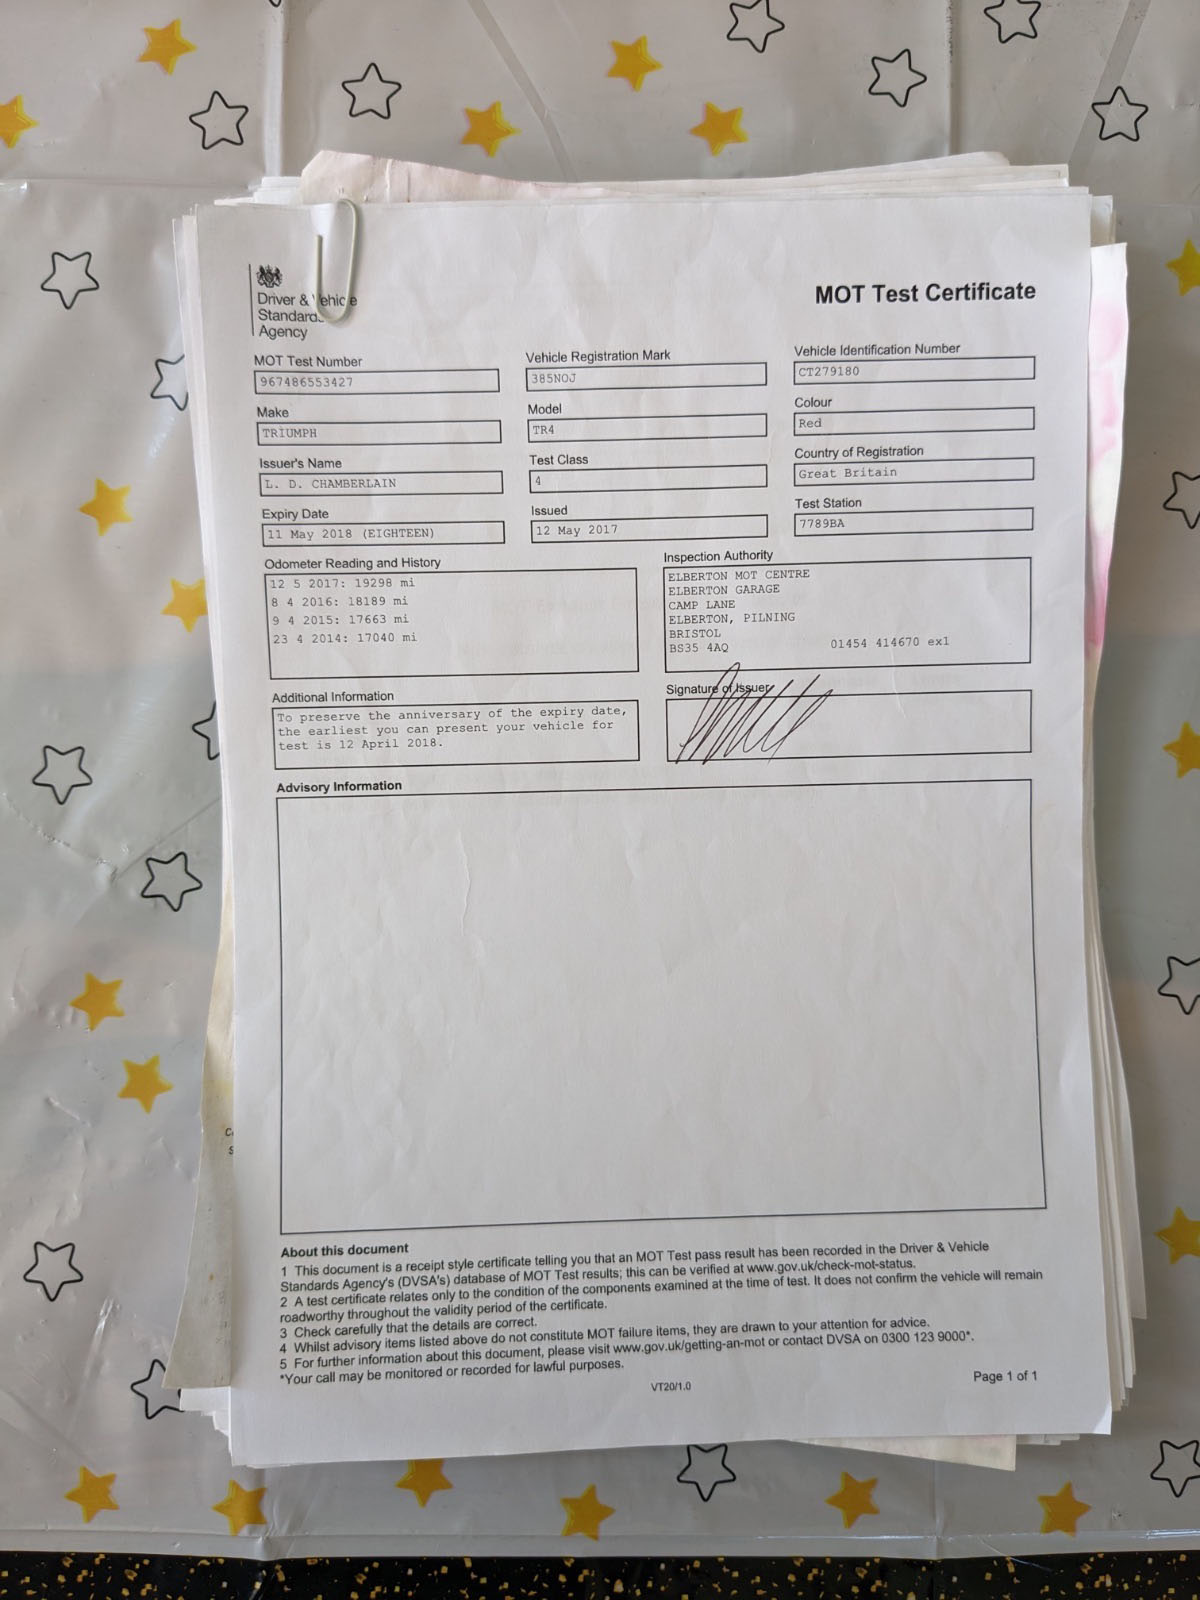 Driver & Vehicle
Standards
Agency
MOT Test Certificate
MOT Test Number
967486553427
Vehicle Registration Mark
385NOJ
Vehicle Identification Number
CT279180
Make
TRIUMPH
Model
TR4
Colour
Red
Issuer's Name
L. D. CHAMBERLAIN
Test Class
4
Country of Registration
Great Britain
Expiry Date
11 May 2018 (EIGHTEEN)
Issued
12 May 2017
Test Station
7789BA
Odometer Reading and History
12 5 2017: 19298 mi
8 4 2016: 18189 mi
9 4 2015: 17663 mi
23 4 2014: 17040 mi
Inspection Authority
ELBERTON MOT CENTRE
ELBERTON GARAGE
CAMP LANE
ELBERTON, PILNING
BRISTOL
BS35 4AQ 01454 414670 ex1
Additional Information
To preserve the anniversary of the expiry date,
the earliest you can present your vehicle for
test is 12 April 2018.
Signature of Issuer
Advisory Information
About this document
1 This document is a receipt style certificate telling you that an MOT Test pass result has been recorded in the Driver & Vehicle
Standards Agency's (DVSA's) database of MOT Test results; this can be verified at www.gov.uk/check-mot-status.
2 A test certificate relates only to the condition of the components examined at the time of test. It does not confirm the vehicle will remain
roadworthy throughout the validity period of the certificate.
3 Check carefully that the details are correct.
4 Whilst advisory items listed above do not constitute MOT failure items, they are drawn to your attention for advice.
5 For further information about this document, please visit www.gov.uk/getting-an-mot or contact DVSA on 0300 123 9000*.
*Your call may be monitored or recorded for lawful purposes.
VT20/1.0
Page 1 of 1